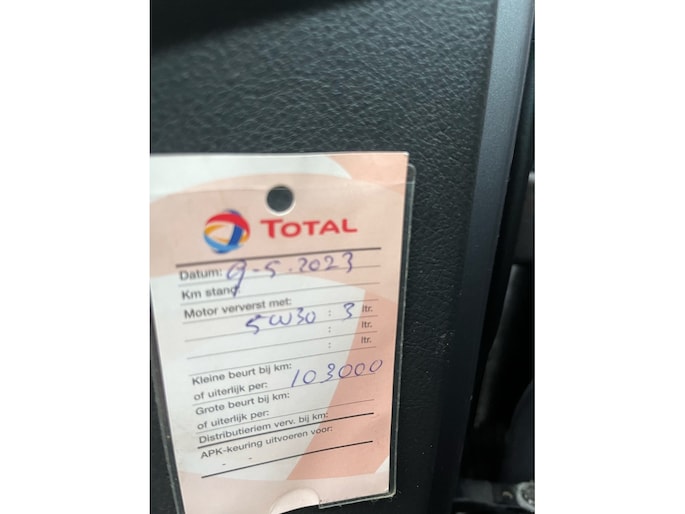 TOTAL
Datum: 9-5-2023
Km stand:
Motor ververst met:
5W30 : 3 ltr.
: ltr.
: ltr.
Kleine beurt bij km: 103000
of uiterlijk per:
Grote beurt bij km:
of uiterlijk per:
Distributieriem verv. bij km:
APK-keuring uitvoeren voor: